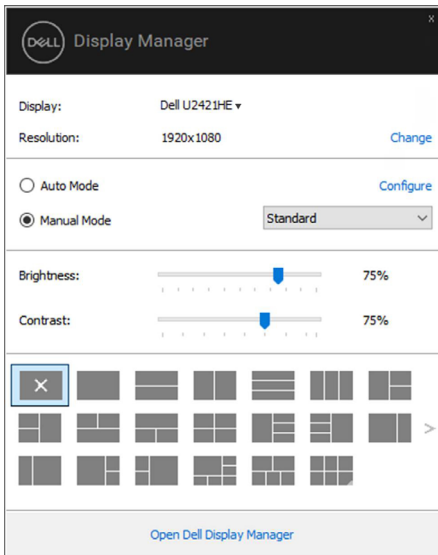 x
DELL Display Manager
Display: Dell U2421HE
Resolution: 1920x1080 Change
Auto Mode Configure
Manual Mode Standard
Brightness: 75%
Contrast: 75%
Open Dell Display Manager